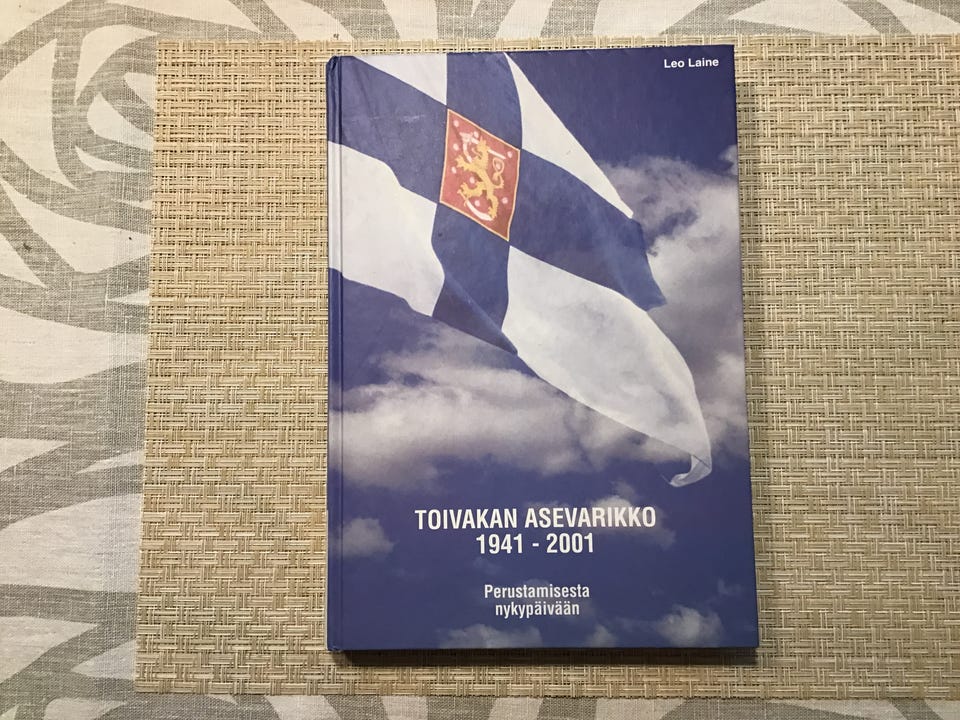 Leo Laine
TOIVAKAN ASEVARIKKO
1941 - 2001
Perustamisesta
nykypäivään